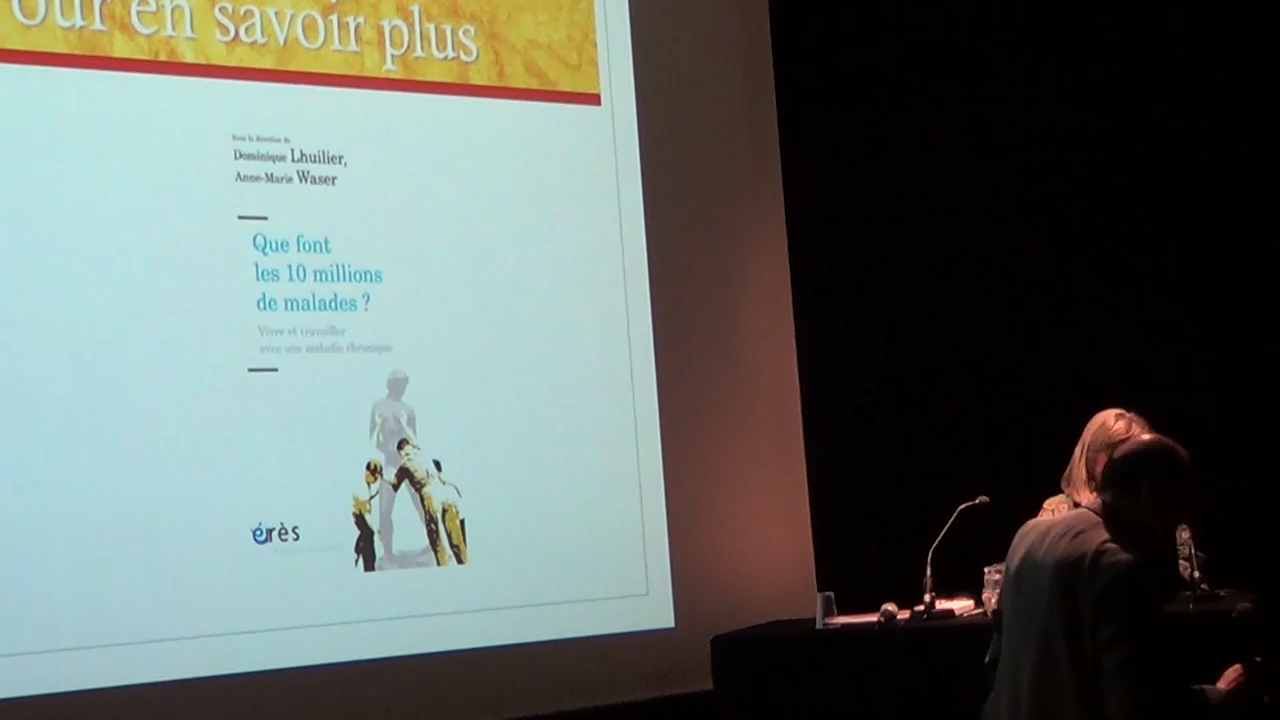 our en savoir plus
Sous la direction de
Dominique Lhuilier,
Anne-Marie Waser
Que font
les 10 millions
de malades ?
Vivre et travailler
avec une maladie chronique
érès